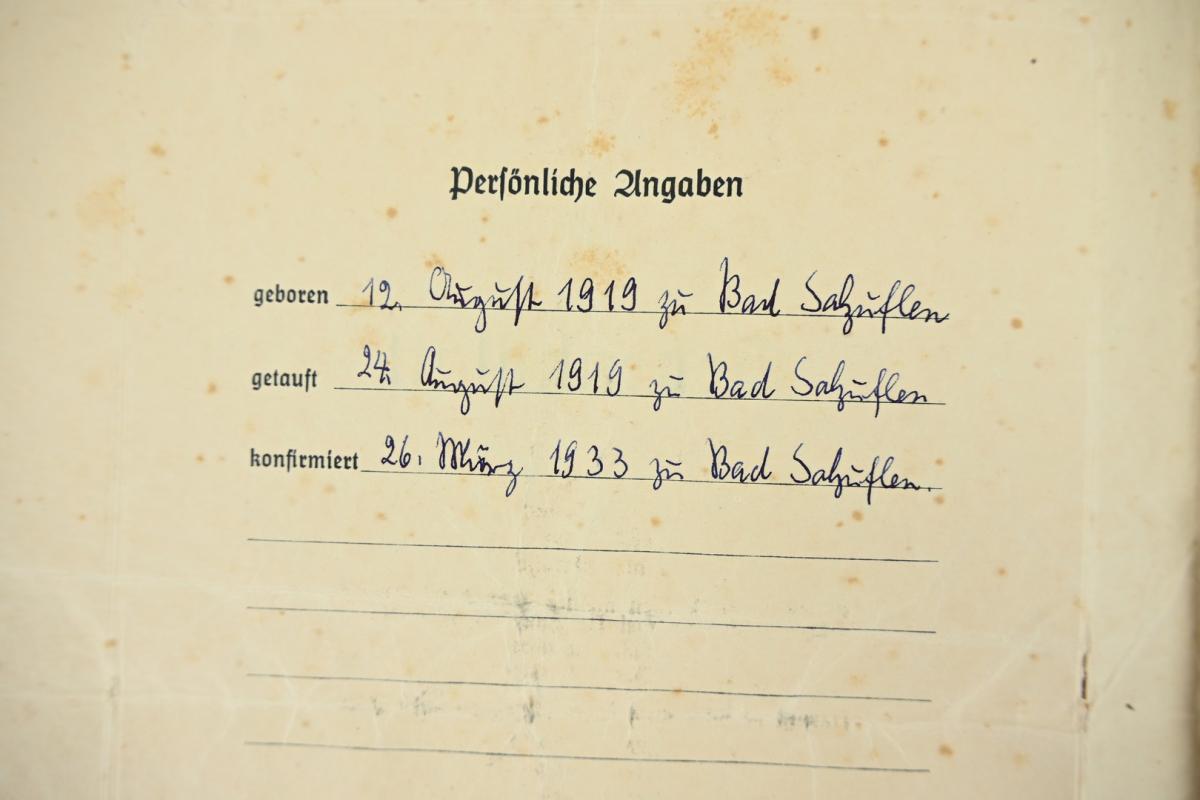 Persönliche Angaben
geboren 12. August 1919 zu Bad Salzuflen
getauft 24. August 1919 zu Bad Salzuflen
konfirmiert 26. März 1933 zu Bad Salzuflen.